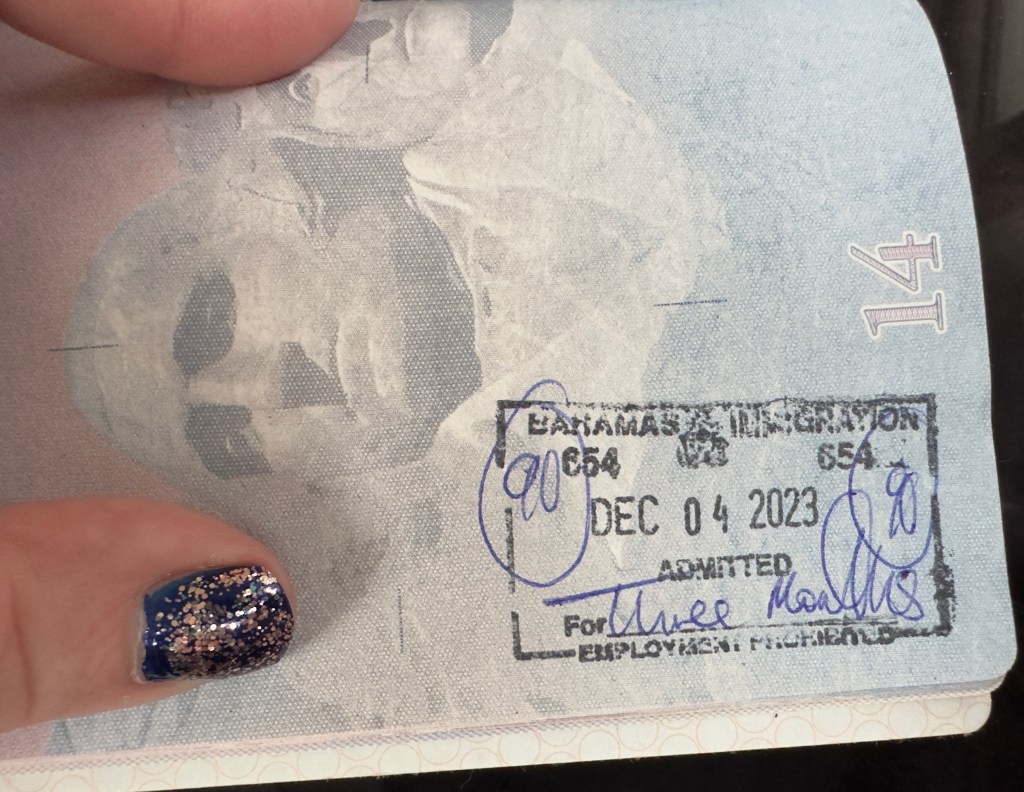 14
BAHAMAS IMMIGRATION
654 654
90 90
DEC 04 2023
ADMITTED
For Three Months
EMPLOYMENT PROHIBITED